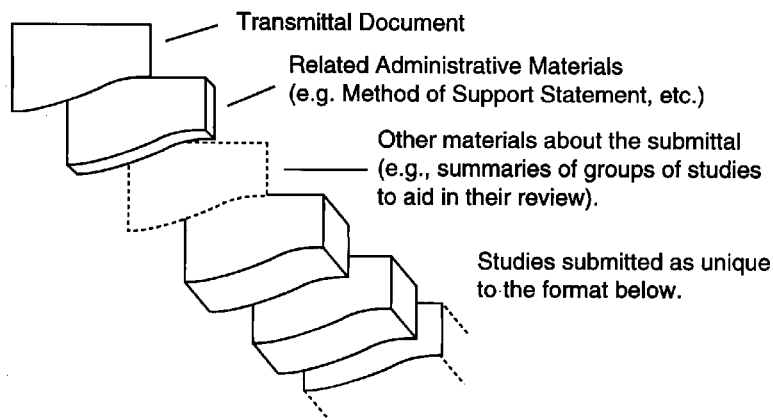 Transmittal Document
Related Administrative Materials
(e.g. Method of Support Statement, etc.)
Other materials about the submittal
(e.g., summaries of groups of studies
to aid in their review).
Studies submitted as unique
to the format below.